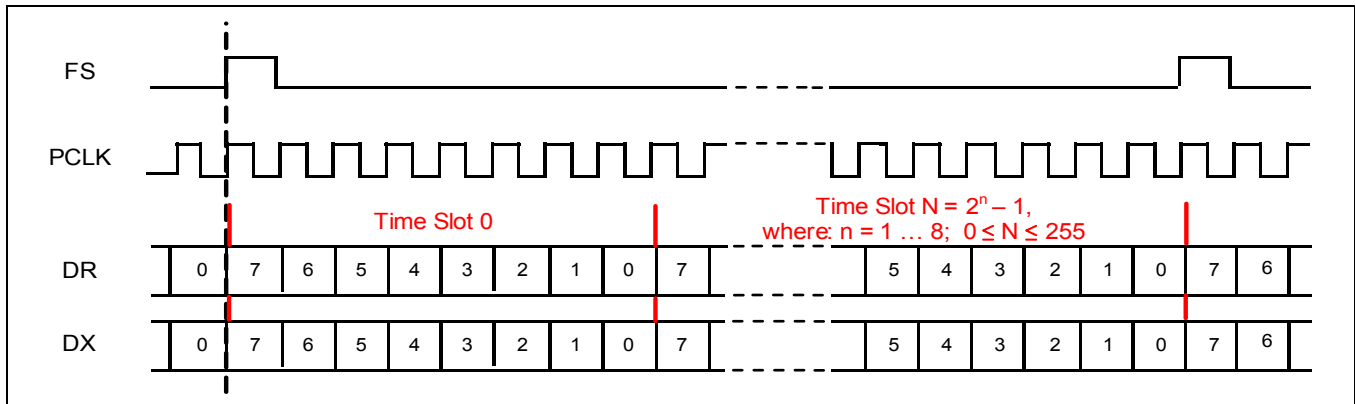 FS
PCLK
Time Slot 0
Time Slot N = 2ⁿ – 1,
where: n = 1 … 8; 0 ≤ N ≤ 255
DR 0 7 6 5 4 3 2 1 0 7 5 4 3 2 1 0 7 6
DX 0 7 6 5 4 3 2 1 0 7 5 4 3 2 1 0 7 6